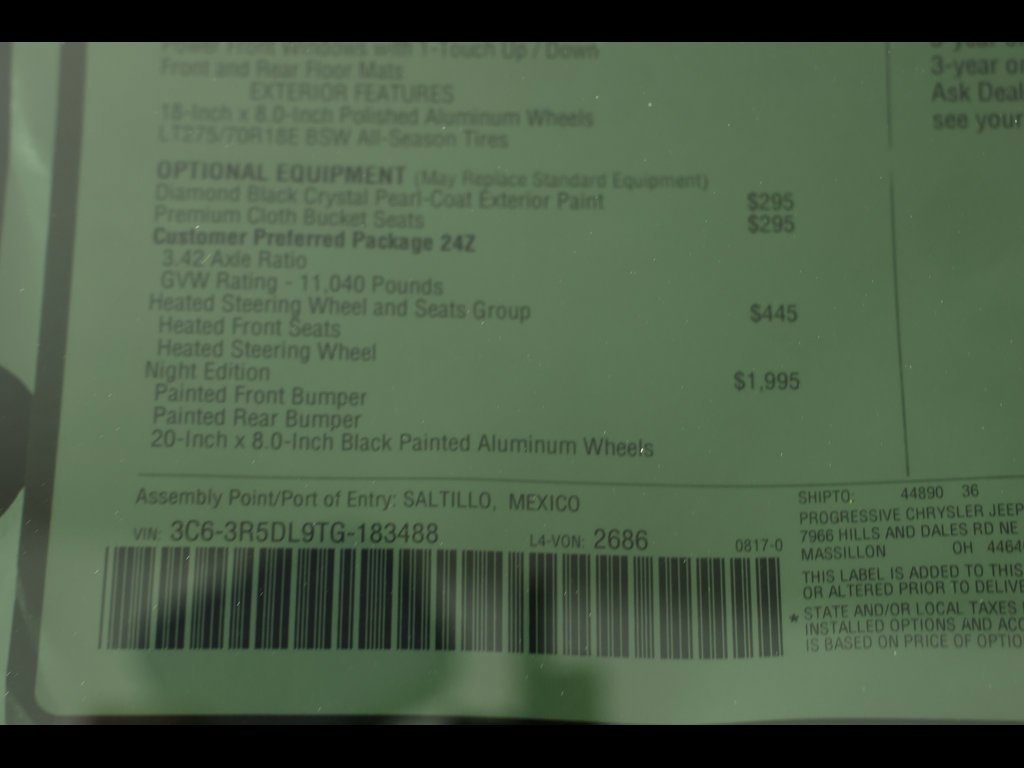 Power Front Windows with 1-Touch Up / Down
Front and Rear Floor Mats
EXTERIOR FEATURES
18-Inch x 8.0-Inch Polished Aluminum Wheels
LT275/70R18E BSW All-Season Tires
OPTIONAL EQUIPMENT (May Replace Standard Equipment)
Diamond Black Crystal Pearl-Coat Exterior Paint $295
Premium Cloth Bucket Seats $295
Customer Preferred Package 24Z
3.42 Axle Ratio
GVW Rating - 11,040 Pounds
Heated Steering Wheel and Seats Group $445
Heated Front Seats
Heated Steering Wheel
Night Edition $1,995
Painted Front Bumper
Painted Rear Bumper
20-Inch x 8.0-Inch Black Painted Aluminum Wheels
Assembly Point/Port of Entry: SALTILLO, MEXICO
VIN: 3C6-3R5DL9TG-183488 L4-VON: 2686 0817-0
3-year or
Ask Deal
see your
SHIPTO: 44890 36
PROGRESSIVE CHRYSLER JEEP
7966 HILLS AND DALES RD NE
MASSILLON OH 4464
THIS LABEL IS ADDED TO THIS
OR ALTERED PRIOR TO DELIVE
* STATE AND/OR LOCAL TAXES
INSTALLED OPTIONS AND ACC
IS BASED ON PRICE OF OPTIO